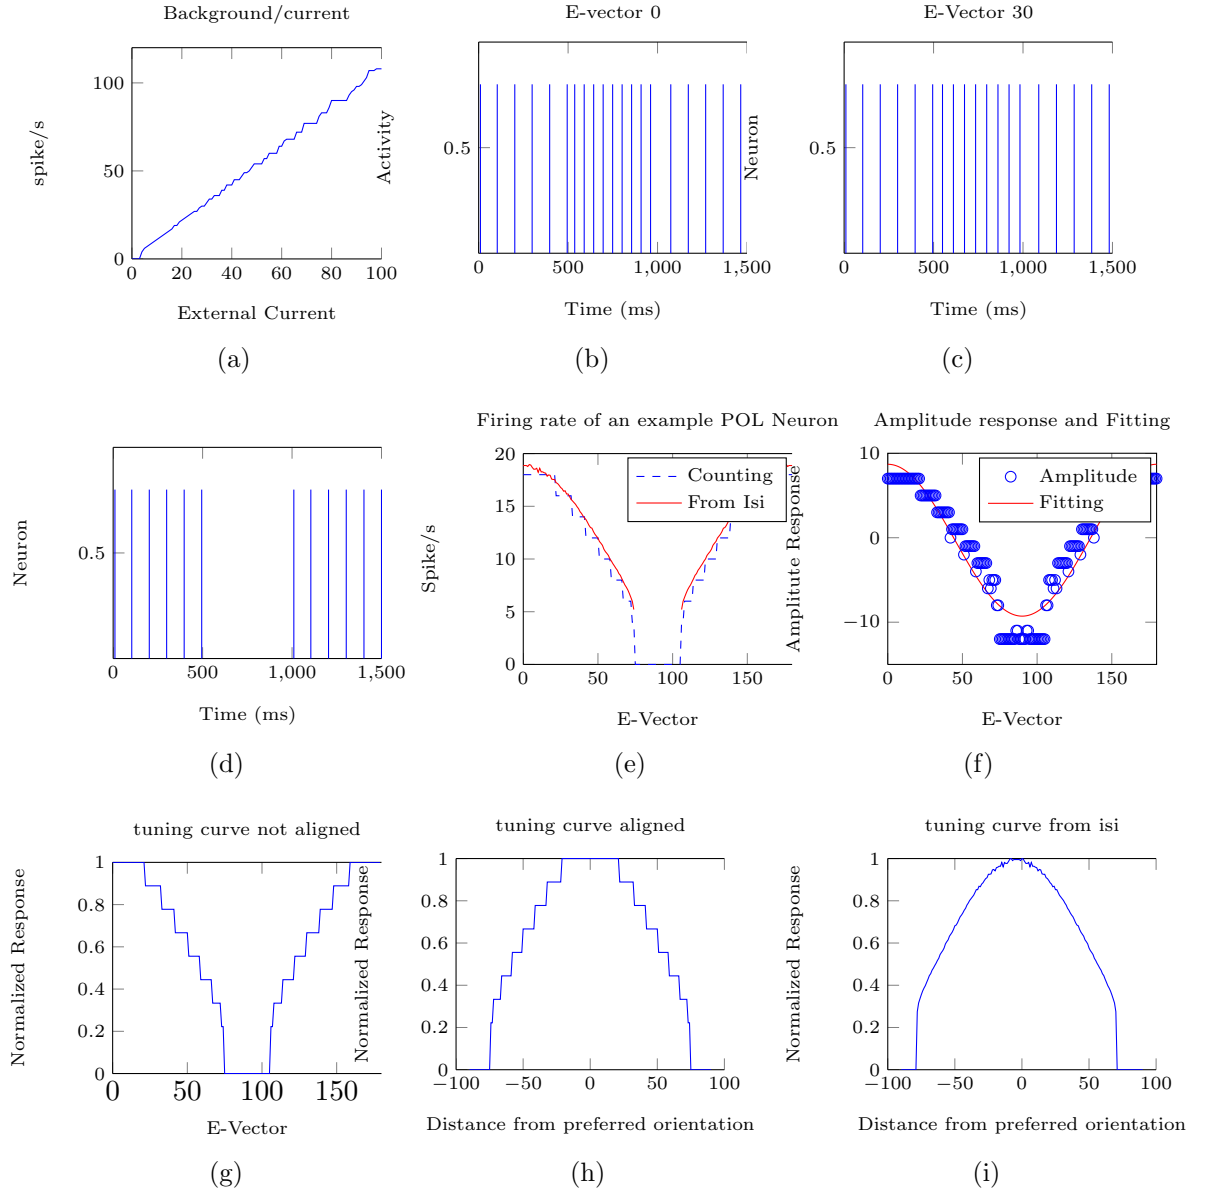 Background/current
spike/s
100
50
0
0 20 40 60 80 100
External Current
(a)
E-vector 0
Activity
0.5
0 500 1,000 1,500
Time (ms)
(b)
E-Vector 30
Neuron
0.5
0 500 1,000 1,500
Time (ms)
(c)
Neuron
0.5
0 500 1,000 1,500
Time (ms)
(d)
Firing rate of an example POL Neuron
Spike/s
20
15
10
5
0
Counting
From Isi
0 50 100 150
E-Vector
(e)
Amplitude response and Fitting
Amplitute Response
10
0
−10
Amplitude
Fitting
0 50 100 150
E-Vector
(f)
tuning curve not aligned
Normalized Response
1
0.8
0.6
0.4
0.2
0
0 50 100 150
E-Vector
(g)
tuning curve aligned
Normalized Response
1
0.8
0.6
0.4
0.2
0
−100 −50 0 50 100
Distance from preferred orientation
(h)
tuning curve from isi
Normalized Response
1
0.8
0.6
0.4
0.2
0
−100 −50 0 50 100
Distance from preferred orientation
(i)